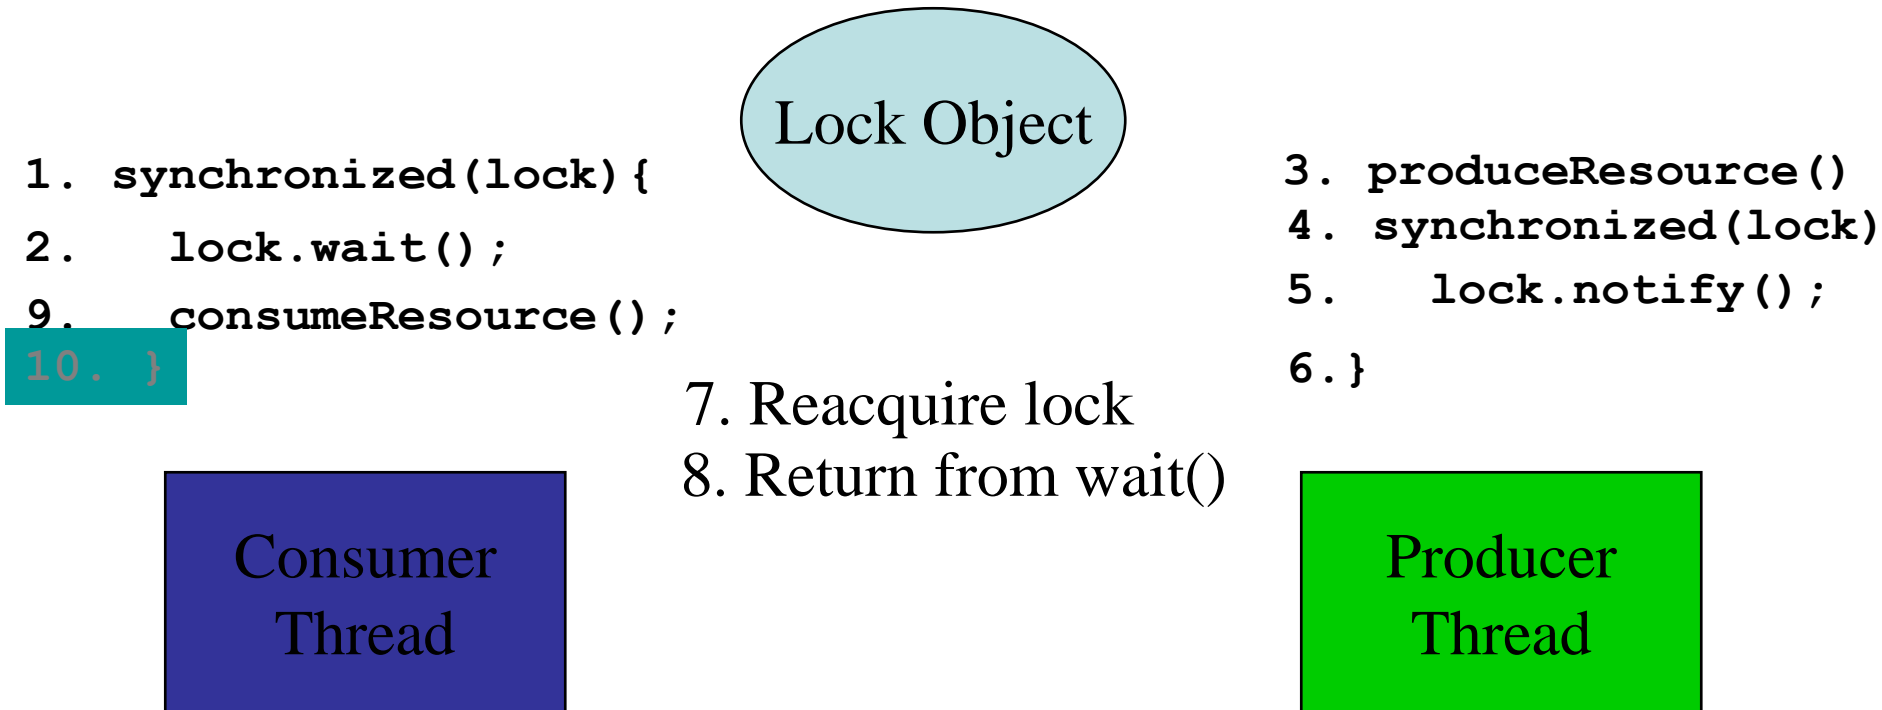 Lock Object
1. synchronized(lock){
2. lock.wait();
9. consumeResource();
10. }
3. produceResource()
4. synchronized(lock)
5. lock.notify();
6.}
7. Reacquire lock
8. Return from wait()
Consumer
Thread
Producer
Thread